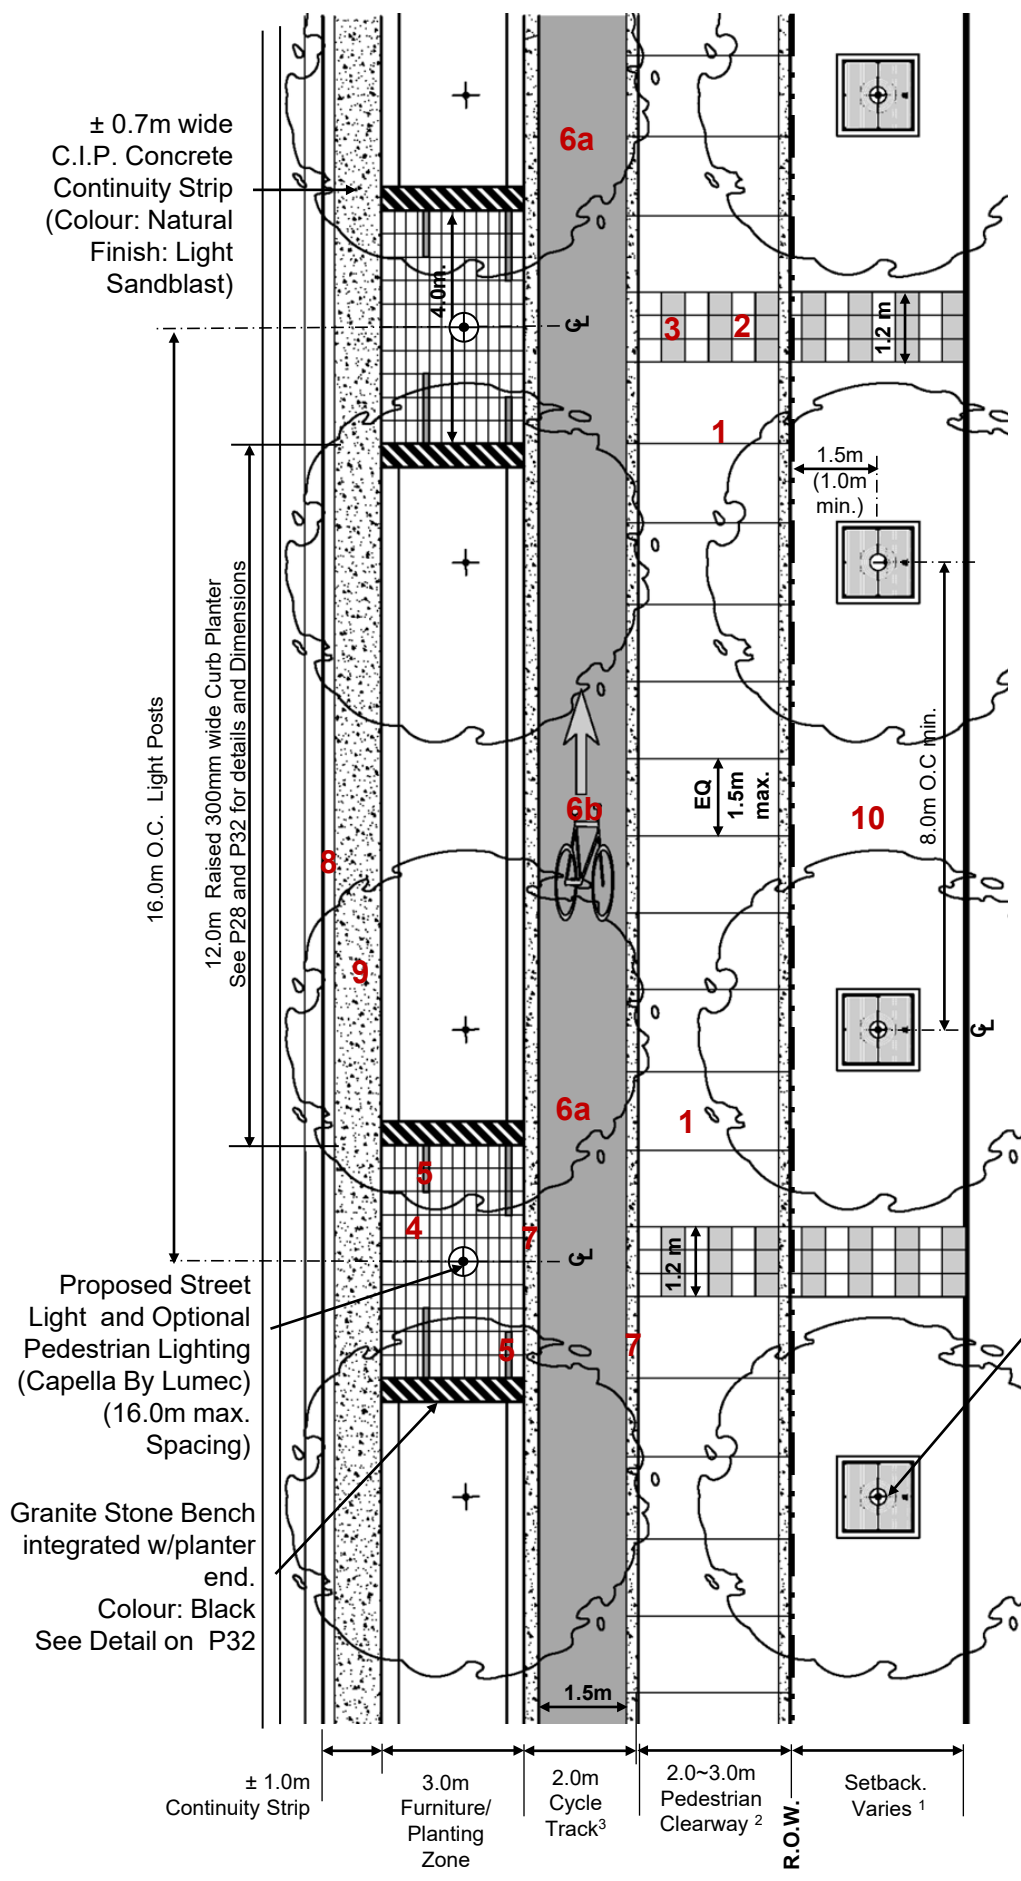 ± 0.7m wide
C.I.P. Concrete
Continuity Strip
(Colour: Natural
Finish: Light
Sandblast)
6a
4.0m.
CL
3
2
1.2 m
1
1.5m
(1.0m
min.)
16.0m O.C. Light Posts
12.0m Raised 300mm wide Curb Planter
See P28 and P32 for details and Dimensions
8.0m O.C min.
EQ
1.5m
max.
6b
10
8
9
CL
6a
1
5
4
7
CL
1.2 m
Proposed Street
Light and Optional
Pedestrian Lighting
(Capella By Lumec)
(16.0m max.
Spacing)
5
7
Granite Stone Bench
integrated w/planter
end.
Colour: Black
See Detail on P32
1.5m
± 1.0m
Continuity Strip
3.0m
Furniture/
Planting
Zone
2.0m
Cycle
Track³
2.0~3.0m
Pedestrian
Clearway ²
R.O.W.
Setback.
Varies ¹